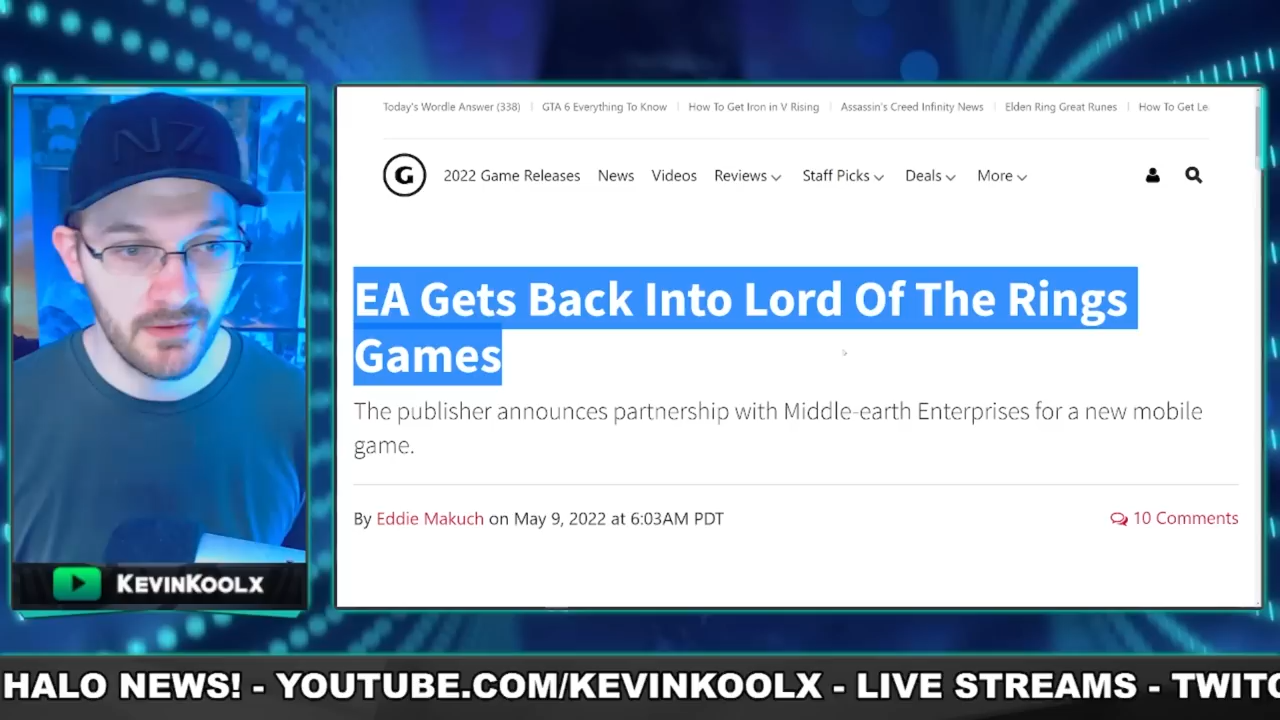 NZ
Today's Wordle Answer (338) GTA 6 Everything To Know How To Get Iron in V Rising Assassin's Creed Infinity News Elden Ring Great Runes How To Get Le
G 2022 Game Releases News Videos Reviews Staff Picks Deals More
EA Gets Back Into Lord Of The Rings
Games
The publisher announces partnership with Middle-earth Enterprises for a new mobile
game.
By Eddie Makuch on May 9, 2022 at 6:03AM PDT 10 Comments
KEVINKOOLX
HALO NEWS! - YOUTUBE.COM/KEVINKOOLX - LIVE STREAMS - TWITC